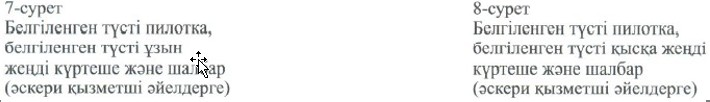 7-сурет
Белгіленген түсті пилотка,
белгіленген түсті ұзын
жеңді күртеше және шалбар
(әскери қызметші әйелдерге)
8-сурет
Белгіленген түсті пилотка,
белгіленген түсті қысқа жеңді
күртеше және шалбар
(әскери қызметші әйелдерге)